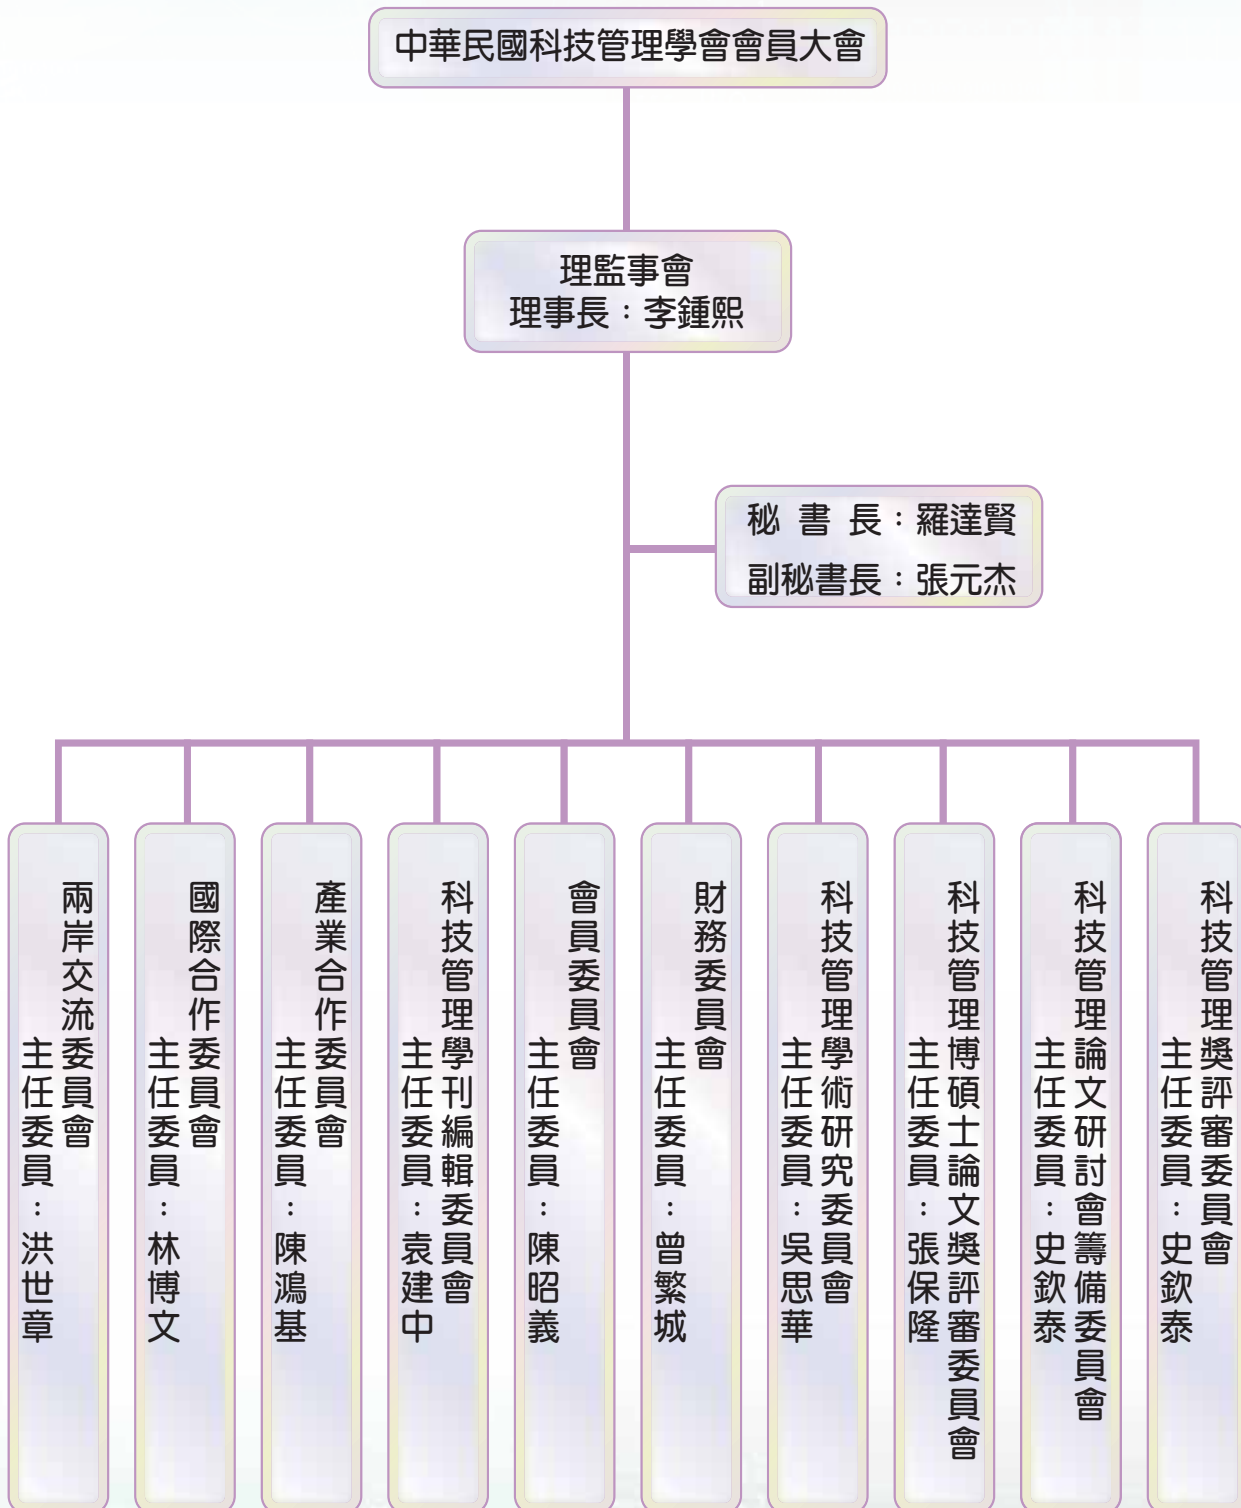 中華民國科技管理學會會員大會
理監事會
理事長：李鍾熙
秘 書 長：羅達賢
副秘書長：張元杰
科技管理獎評審委員會
主任委員：史欽泰
科技管理論文研討會籌備委員會
主任委員：史欽泰
科技管理博碩士論文獎評審委員會
主任委員：張保隆
科技管理學術研究委員會
主任委員：吳思華
財務委員會
主任委員：曾繁城
會員委員會
主任委員：陳昭義
科技管理學刊編輯委員會
主任委員：袁建中
產業合作委員會
主任委員：陳鴻基
國際合作委員會
主任委員：林博文
兩岸交流委員會
主任委員：洪世章